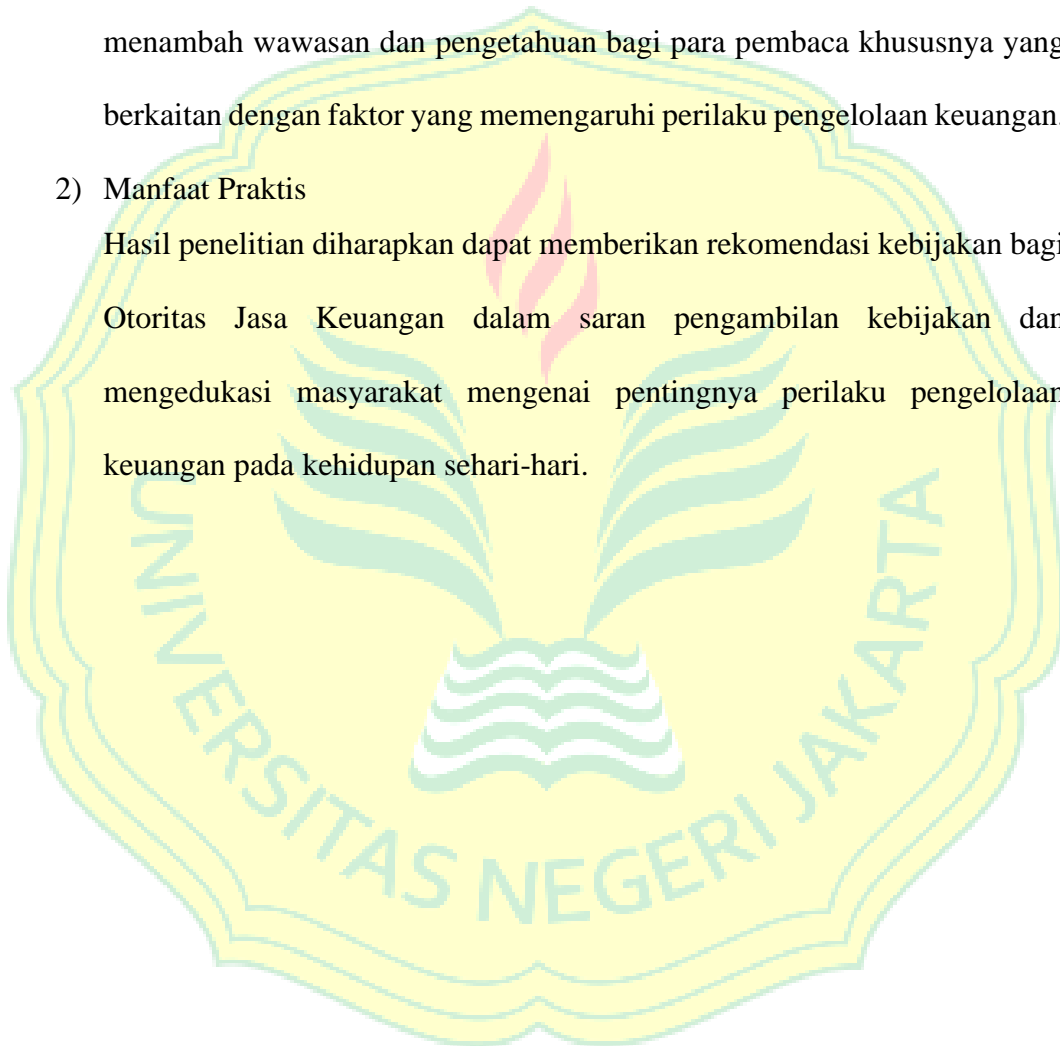 menambah wawasan dan pengetahuan bagi para pembaca khususnya yang
berkaitan dengan faktor yang memengaruhi perilaku pengelolaan keuangan.
2) Manfaat Praktis
Hasil penelitian diharapkan dapat memberikan rekomendasi kebijakan bagi
Otoritas Jasa Keuangan dalam saran pengambilan kebijakan dan
mengedukasi masyarakat mengenai pentingnya perilaku pengelolaan
keuangan pada kehidupan sehari-hari.
UNIVERSITAS NEGERI JAKARTA